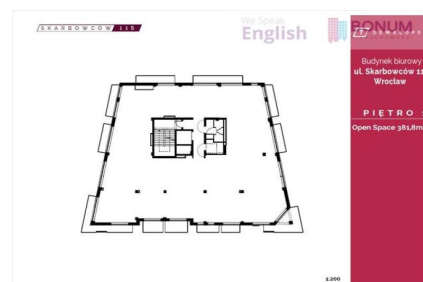 SKARBOWCÓW 115
We Speak
English
BONUM
DEWELOPE
Budynek biurowy
ul. Skarbowców 11
Wrocław
PIĘTRO
Open Space 381,8m
1:200